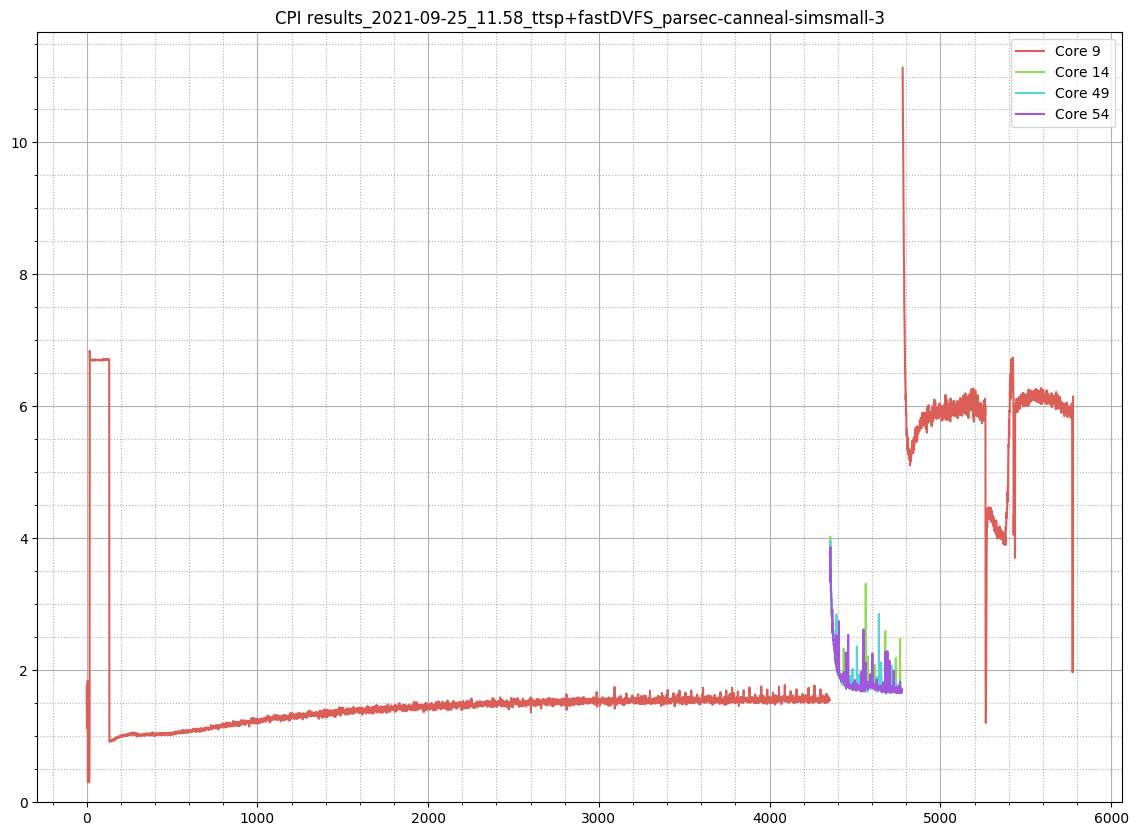 CPI results_2021-09-25_11.58_ttsp+fastDVFS_parsec-canneal-simsmall-3
Core 9
Core 14
Core 49
Core 54
10
8
6
4
2
0
0
1000
2000
3000
4000
5000
6000